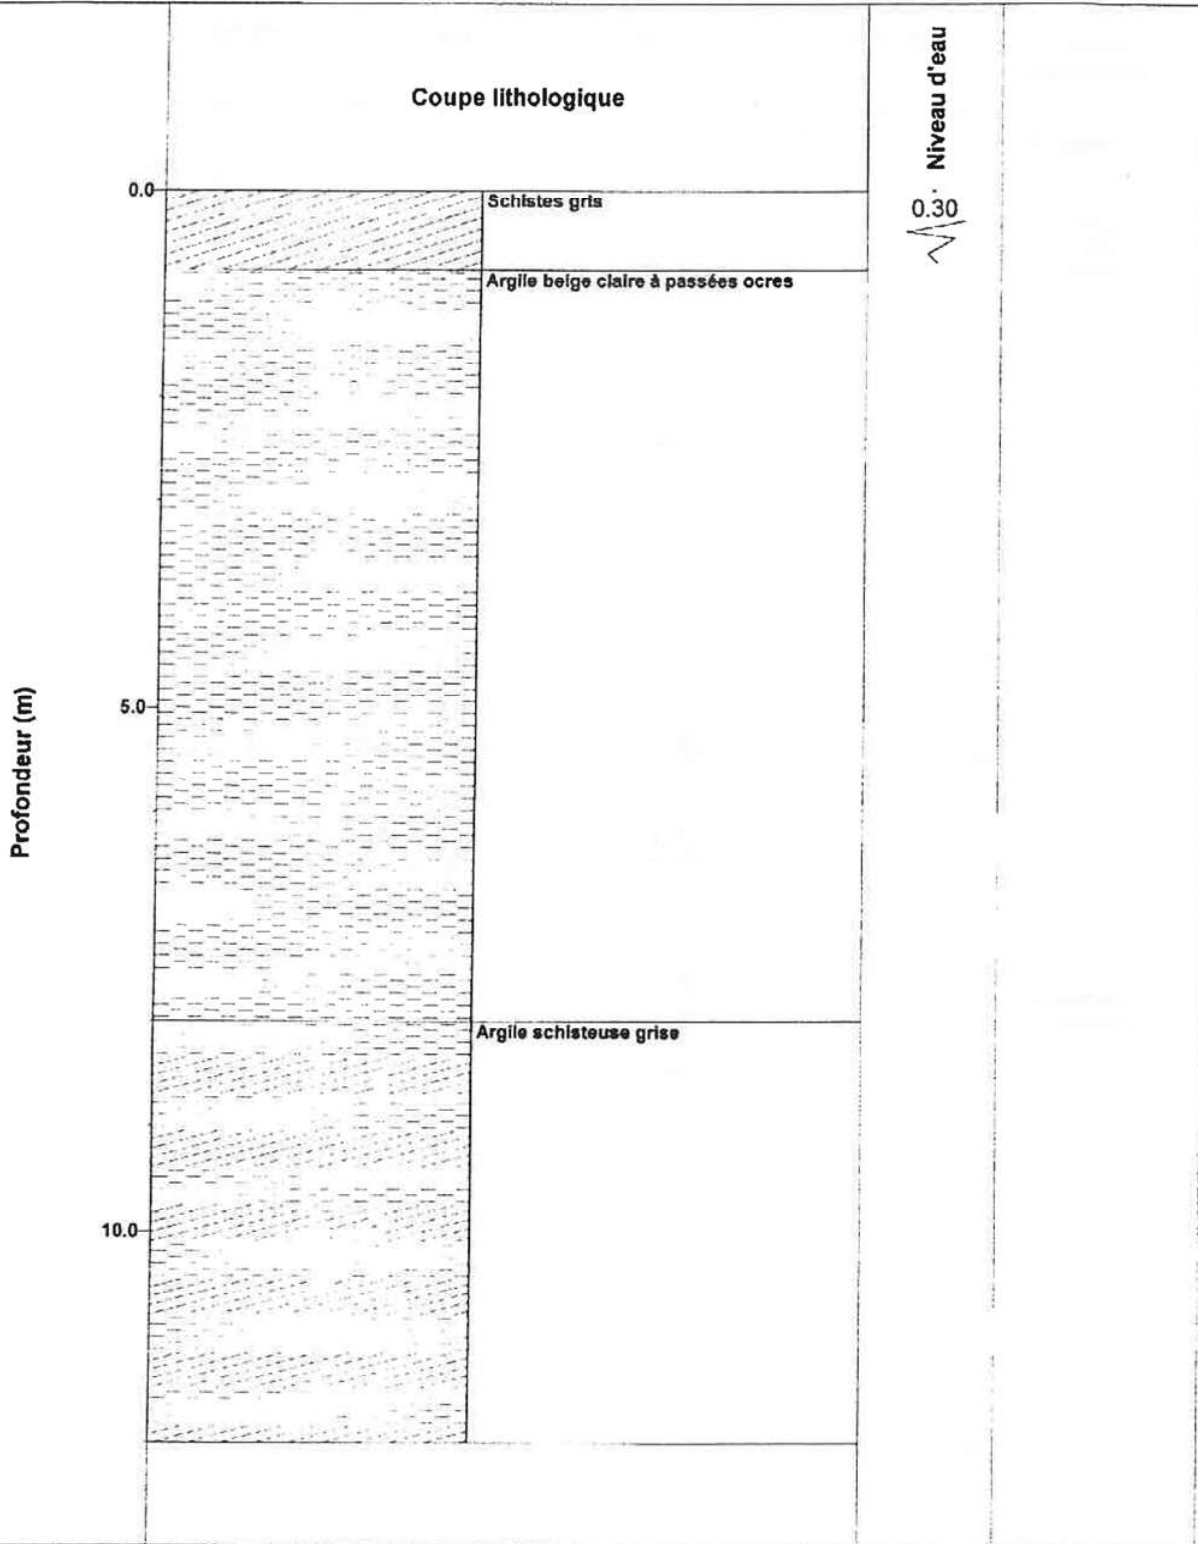 Coupe lithologique
Niveau d'eau
0.0
Schistes gris
0.30
Argile beige claire à passées ocres
Profondeur (m)
5.0
Argile schisteuse grise
10.0